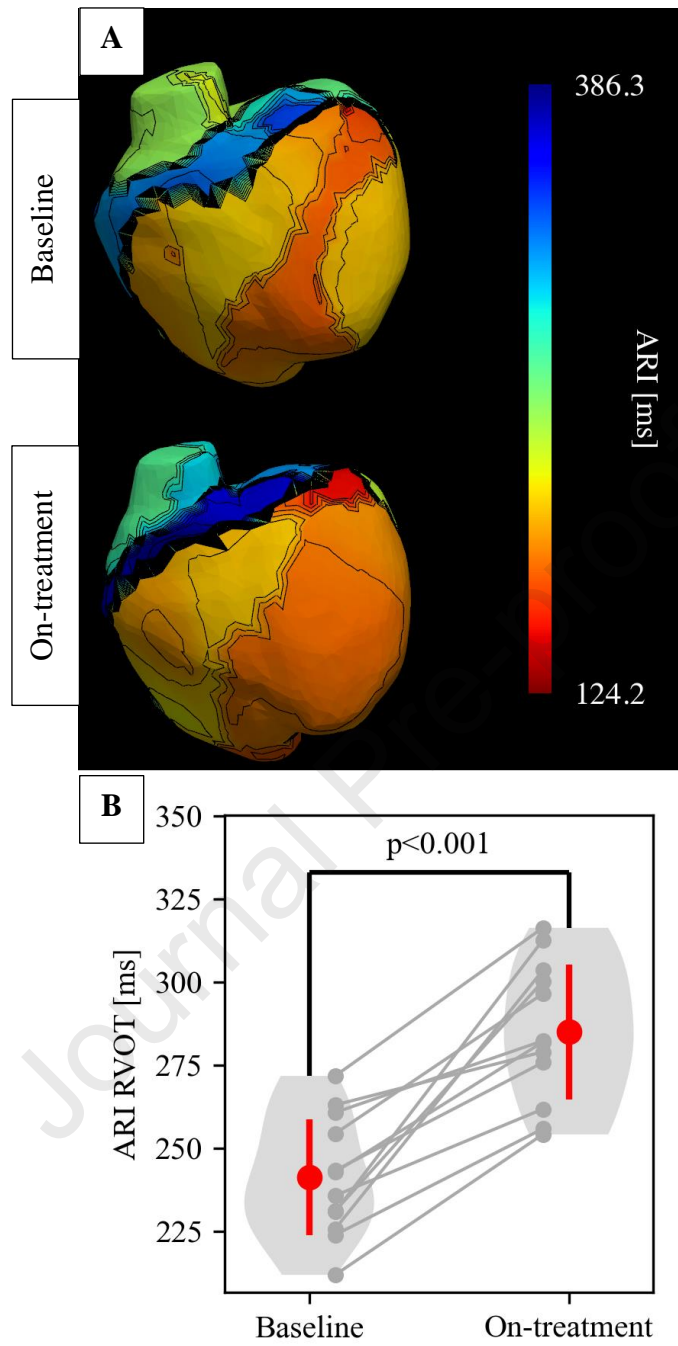 A
Baseline
386.3
ARI [ms]
On-treatment
124.2
B
350
p<0.001
325
300
275
250
225
ARI RVOT [ms]
Baseline
On-treatment
Journal Pre-proof